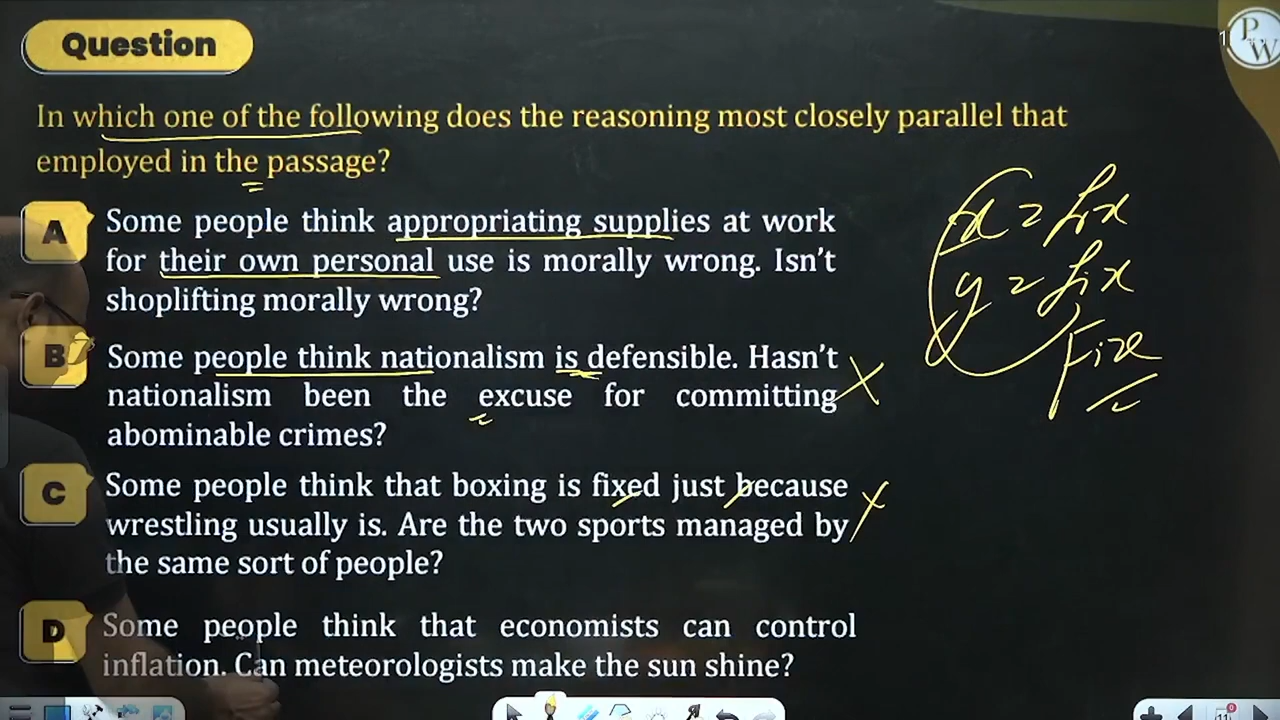 Question
PW
In which one of the following does the reasoning most closely parallel that
employed in the passage?
A
Some people think appropriating supplies at work
for their own personal use is morally wrong. Isn't
shoplifting morally wrong?
B
Some people think nationalism is defensible. Hasn't
nationalism been the excuse for committing
abominable crimes?
C
Some people think that boxing is fixed just because
wrestling usually is. Are the two sports managed by
the same sort of people?
D
Some people think that economists can control
inflation. Can meteorologists make the sun shine?
x = fix
y = fix